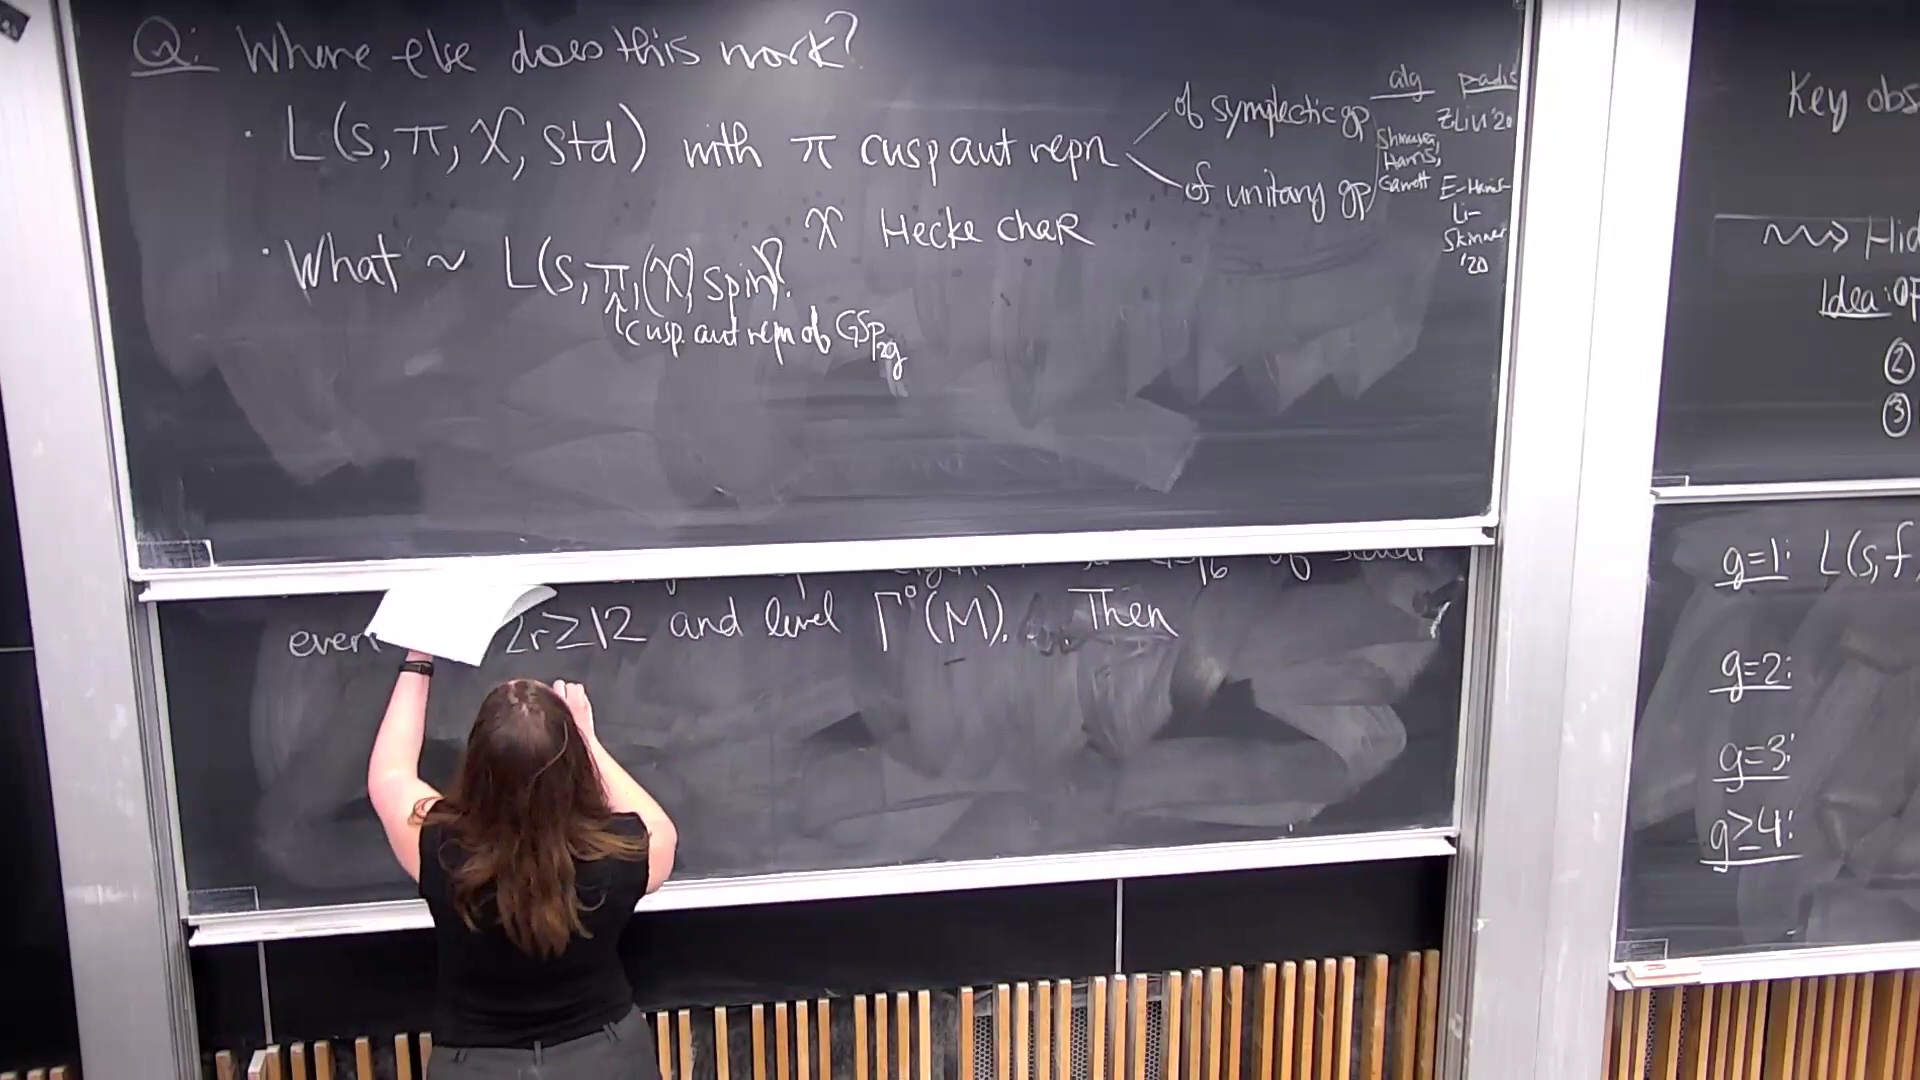 Q: Where else does this work?
· L(s, π, χ, std) with π cusp aut repn
of symplectic gp
of unitary gp
alg
Shimura,
Harris,
Garrett
padic
Z.Liu '20
E-Harris-
Li-
Skinner
'20
χ Hecke chaR
· What ~ L(s, π, (χ), spin)?
↑ cusp. aut repn of GSp2g
even 2r≥12 and level Γ°(M). Then
Key obs
⇝ Hid
Idea:
②
③
g=1: L(s,f,
g=2:
g=3:
g≥4: